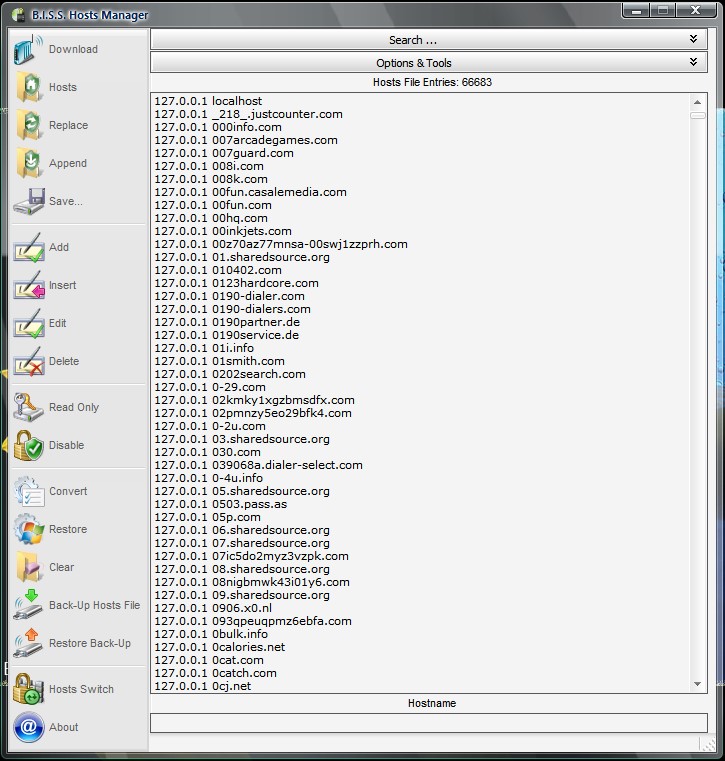 B.I.S.S. Hosts Manager
Download
Hosts
Replace
Append
Save...
Add
Insert
Edit
Delete
Read Only
Disable
Convert
Restore
Clear
Back-Up Hosts File
Restore Back-Up
Hosts Switch
About
Search ...
Options & Tools
Hosts File Entries: 66683
127.0.0.1 localhost
127.0.0.1 _218_.justcounter.com
127.0.0.1 000info.com
127.0.0.1 007arcadegames.com
127.0.0.1 007guard.com
127.0.0.1 008i.com
127.0.0.1 008k.com
127.0.0.1 00fun.casalemedia.com
127.0.0.1 00fun.com
127.0.0.1 00hq.com
127.0.0.1 00inkjets.com
127.0.0.1 00z70az77mnsa-00swj1zzprh.com
127.0.0.1 01.sharedsource.org
127.0.0.1 010402.com
127.0.0.1 0123hardcore.com
127.0.0.1 0190-dialer.com
127.0.0.1 0190-dialers.com
127.0.0.1 0190partner.de
127.0.0.1 0190service.de
127.0.0.1 01i.info
127.0.0.1 01smith.com
127.0.0.1 0202search.com
127.0.0.1 0-29.com
127.0.0.1 02kmky1xgzbmsdfx.com
127.0.0.1 02pmnzy5eo29bfk4.com
127.0.0.1 0-2u.com
127.0.0.1 03.sharedsource.org
127.0.0.1 030.com
127.0.0.1 039068a.dialer-select.com
127.0.0.1 0-4u.info
127.0.0.1 05.sharedsource.org
127.0.0.1 0503.pass.as
127.0.0.1 05p.com
127.0.0.1 06.sharedsource.org
127.0.0.1 07.sharedsource.org
127.0.0.1 07ic5do2myz3vzpk.com
127.0.0.1 08.sharedsource.org
127.0.0.1 08nigbmwk43i01y6.com
127.0.0.1 09.sharedsource.org
127.0.0.1 0906.x0.nl
127.0.0.1 093qpeuqpmz6ebfa.com
127.0.0.1 0bulk.info
127.0.0.1 0calories.net
127.0.0.1 0cat.com
127.0.0.1 0catch.com
127.0.0.1 0cj.net
Hostname